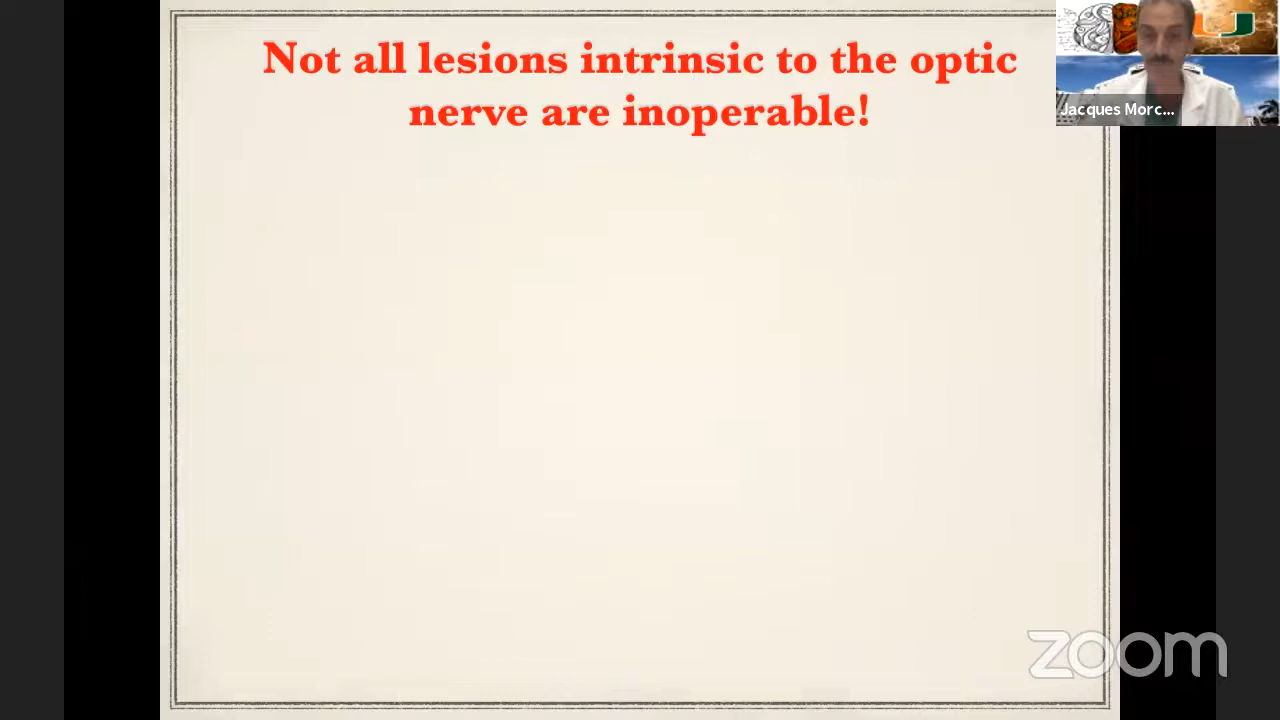 Not all lesions intrinsic to the optic
nerve are inoperable!
Jacques Morc...
zoom